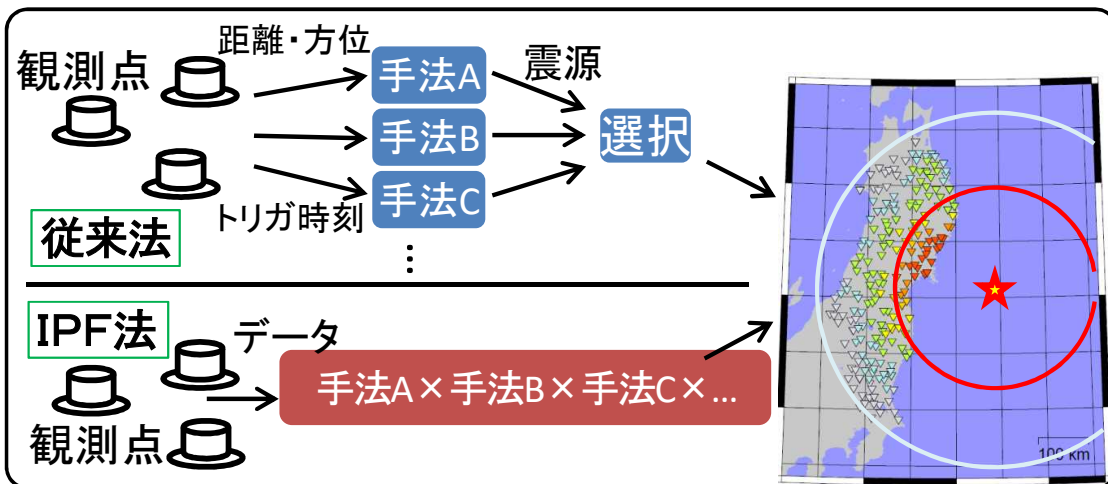 距離・方位
観測点
手法A
震源
手法B
選択
手法C
トリガ時刻
従来法
⋮
IPF法
データ
手法A×手法B×手法C×…
観測点
100 km